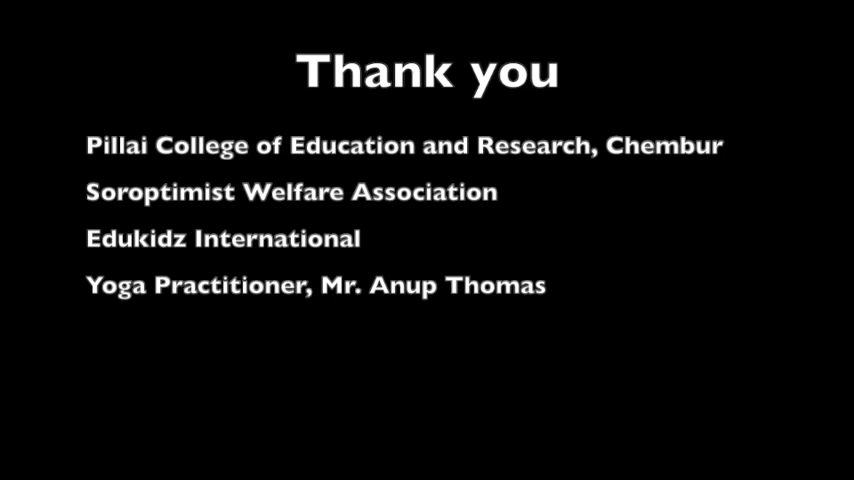 Thank you
Pillai College of Education and Research, Chembur
Soroptimist Welfare Association
Edukidz International
Yoga Practitioner, Mr. Anup Thomas